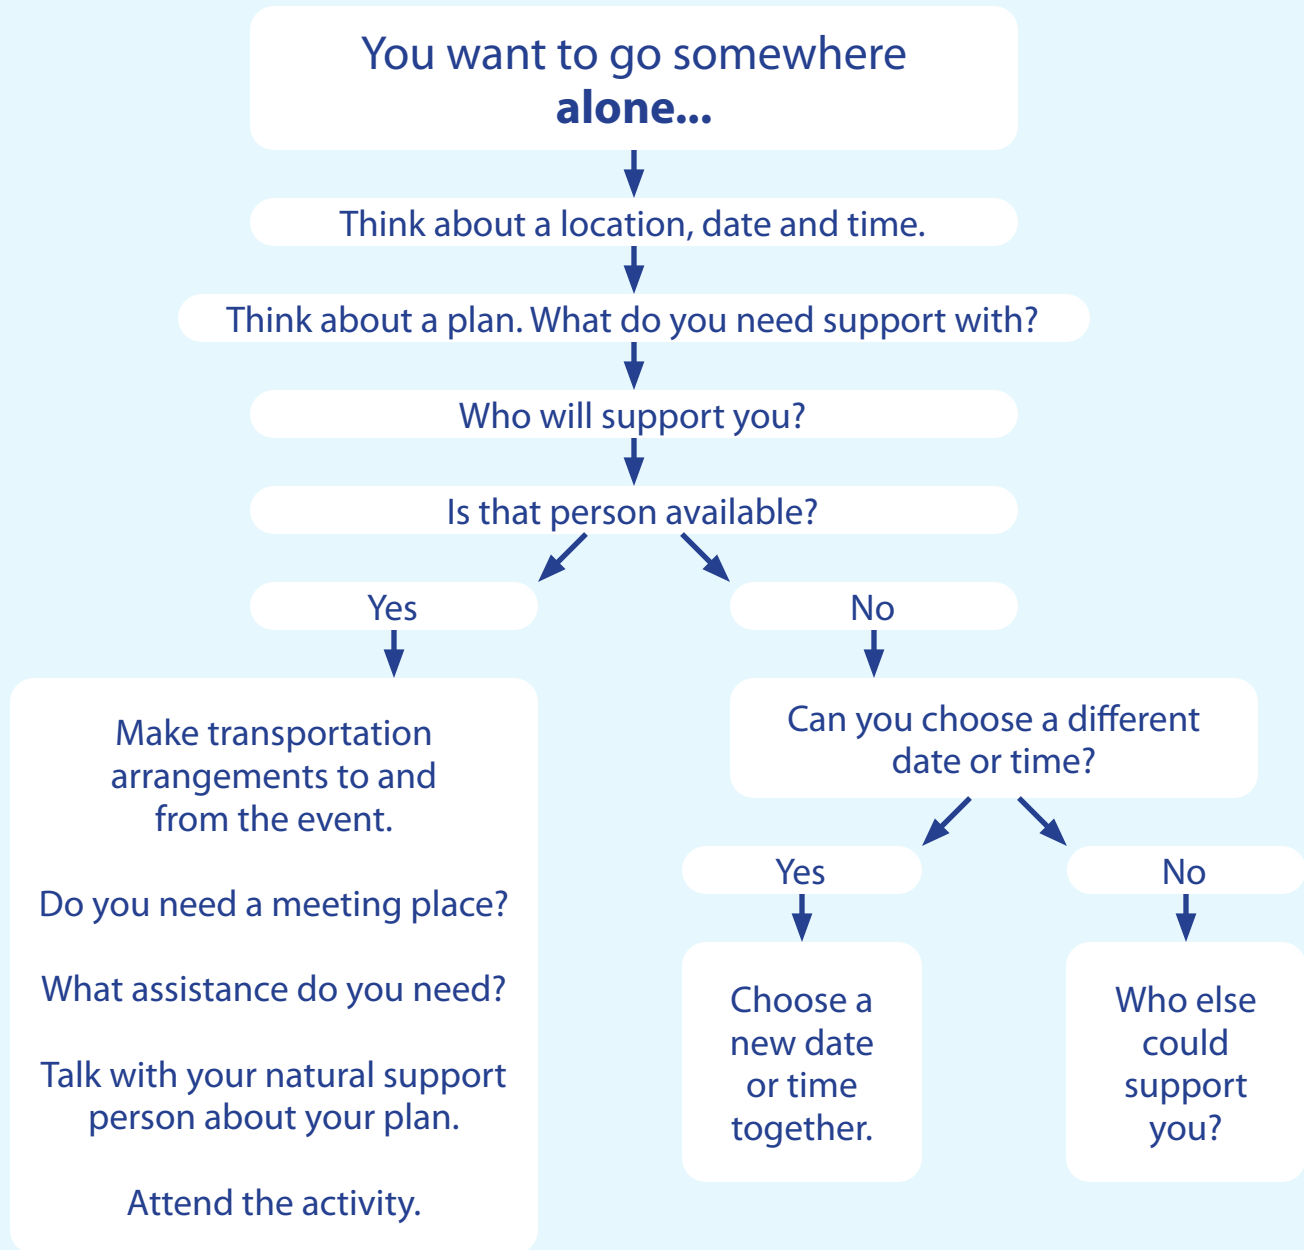 You want to go somewhere
alone...
Think about a location, date and time.
Think about a plan. What do you need support with?
Who will support you?
Is that person available?
Yes
No
Make transportation
arrangements to and
from the event.
Do you need a meeting place?
What assistance do you need?
Talk with your natural support
person about your plan.
Attend the activity.
Can you choose a different
date or time?
Yes
No
Choose a
new date
or time
together.
Who else
could
support
you?